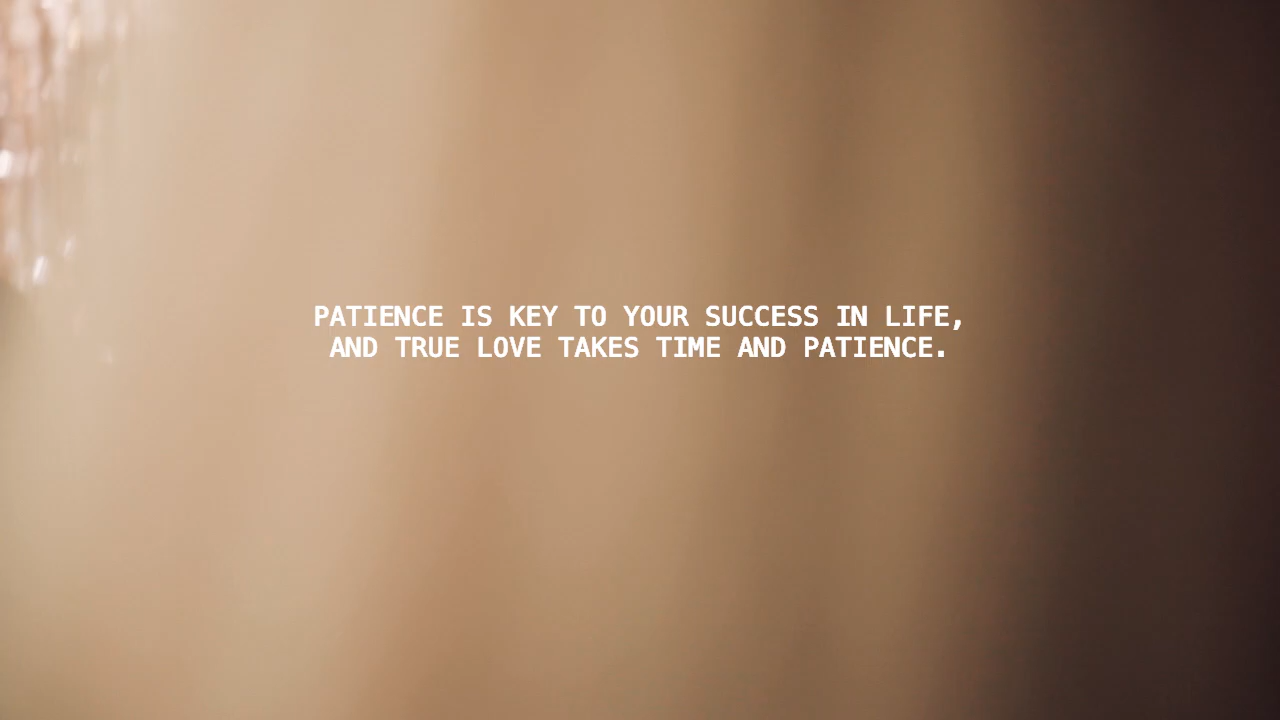 PATIENCE IS KEY TO YOUR SUCCESS IN LIFE,
AND TRUE LOVE TAKES TIME AND PATIENCE.